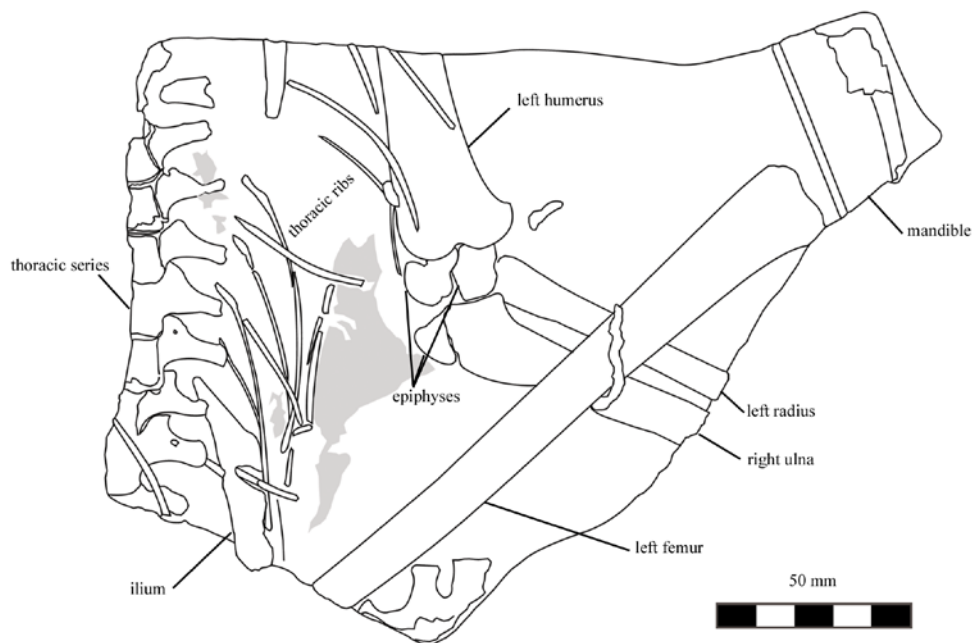 left humerus
thoracic ribs
mandible
thoracic series
epiphyses
left radius
right ulna
left femur
ilium
50 mm